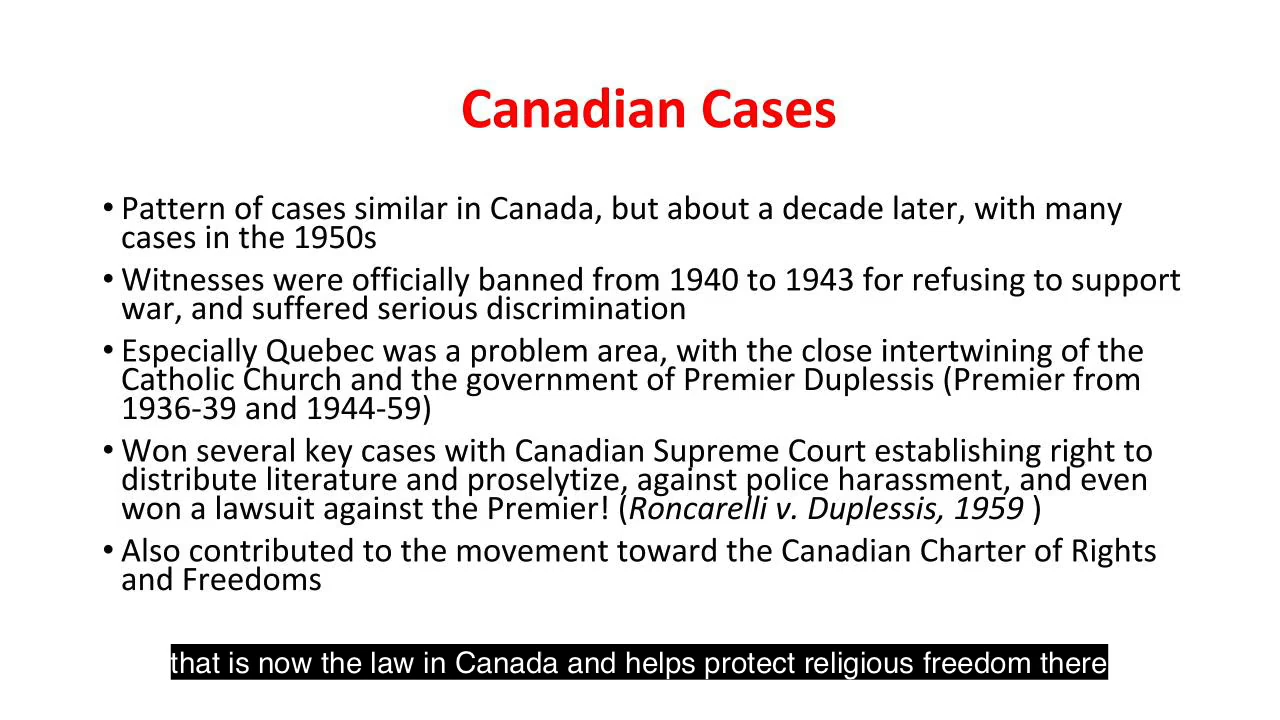 Canadian Cases
• Pattern of cases similar in Canada, but about a decade later, with many
cases in the 1950s
• Witnesses were officially banned from 1940 to 1943 for refusing to support
war, and suffered serious discrimination
• Especially Quebec was a problem area, with the close intertwining of the
Catholic Church and the government of Premier Duplessis (Premier from
1936-39 and 1944-59)
• Won several key cases with Canadian Supreme Court establishing right to
distribute literature and proselytize, against police harassment, and even
won a lawsuit against the Premier! (Roncarelli v. Duplessis, 1959 )
• Also contributed to the movement toward the Canadian Charter of Rights
and Freedoms
that is now the law in Canada and helps protect religious freedom there